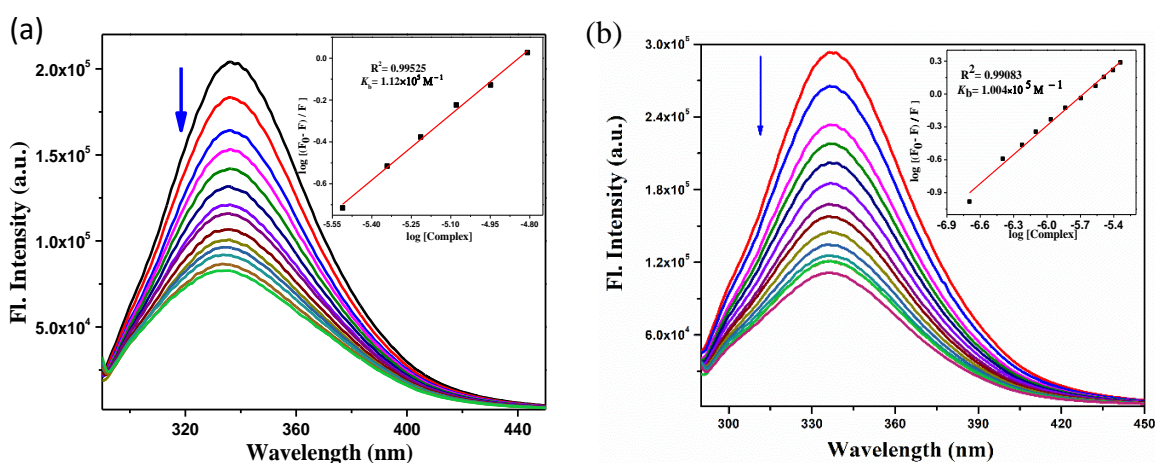 (a)
Fl. Intensity (a.u.)
2.0x10⁵
1.5x10⁵
1.0x10⁵
5.0x10⁴
320
360
400
440
Wavelength (nm)
log [(F₀- F) / F ]
0.0
-0.2
-0.4
-0.6
R²= 0.99525
K_b= 1.12×10⁵ M⁻¹
-5.55
-5.40
-5.25
-5.10
-4.95
-4.80
log [Complex]
(b)
Fl. Intensity (a.u.)
3.0x10⁵
2.4x10⁵
1.8x10⁵
1.2x10⁵
6.0x10⁴
300
330
360
390
420
450
Wavelength (nm)
log [(F₀- F) / F ]
0.3
0.0
-0.3
-0.6
-0.9
R²= 0.99083
Kb= 1.004×10⁵ M⁻¹
-6.9
-6.6
-6.3
-6.0
-5.7
-5.4
log [Complex]